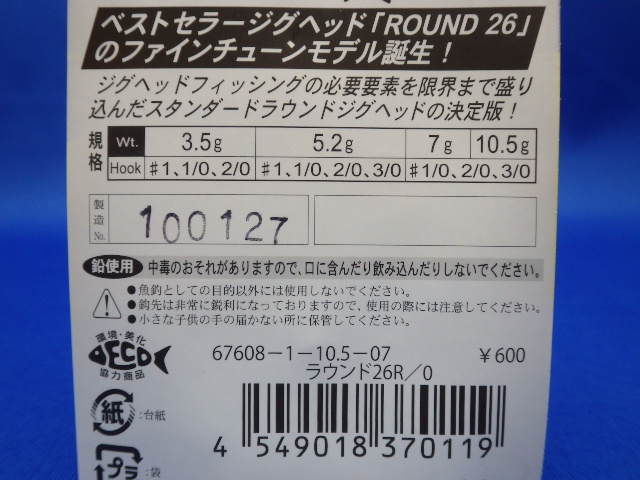 ベストセラージグヘッド「ROUND 26」
のファインチューンモデル誕生！
ジグヘッドフィッシングの必要要素を限界まで盛り
込んだスタンダードラウンドジグヘッドの決定版！
規格 Wt. 3.5g 5.2g 7g 10.5g
Hook ♯1、1/0、2/0 ♯1、1/0、2/0、3/0 ♯1/0、2/0、3/0
製造No. 100127
鉛使用 中毒のおそれがありますので、口に含んだり飲み込んだりしないでください。
●魚釣としての目的以外には使用しないでください。
●鈎先は非常に鋭利になっておりますので、使用の際には注意してください。
●小さな子供の手の届かない所に保管してください。
環境・美化
ECO
協力商品
67608-1-10.5-07 ￥600
ラウンド26R／0
紙：台紙
プラ：袋
4 549018 370119